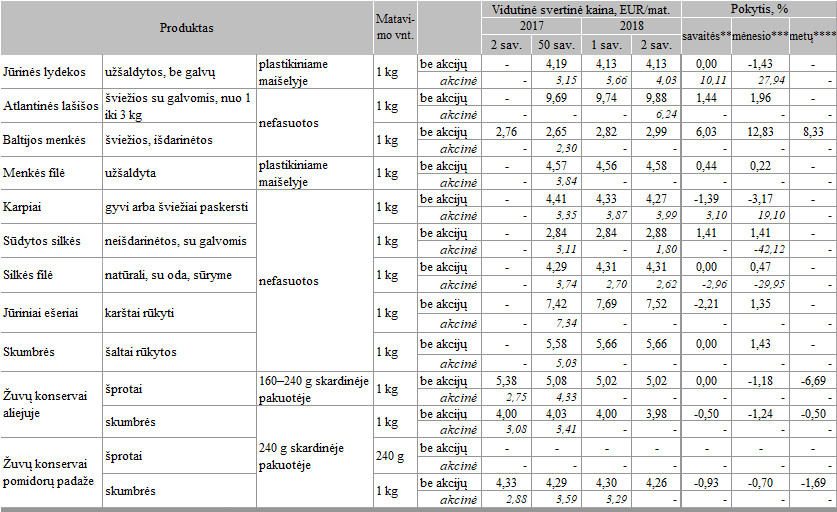 Produktas Matavi- Vidutinė svertinė kaina, EUR/mat. Pokytis, %
mo vnt. 2017 2018 savaitės** mėnesio*** metų****
2 sav. 50 sav. 1 sav. 2 sav.
Jūrinės lydekos užšaldytos, be galvų plastikiniame maišelyje 1 kg be akcijų - 4,19 4,13 4,13 0,00 -1,43 -
akcinė - 3,15 3,66 4,03 10,11 27,94 -
Atlantinės lašišos šviežios su galvomis, nuo 1 iki 3 kg nefasuotos 1 kg be akcijų - 9,69 9,74 9,88 1,44 1,96 -
akcinė - - - 6,24 - - -
Baltijos menkės šviežios, išdarinėtos 1 kg be akcijų 2,76 2,65 2,82 2,99 6,03 12,83 8,33
akcinė - 2,30 - - - - -
Menkės filė užšaldyta plastikiniame maišelyje 1 kg be akcijų - 4,57 4,56 4,58 0,44 0,22 -
akcinė - 3,84 - - - - -
Karpiai gyvi arba šviežiai paskersti nefasuotos 1 kg be akcijų - 4,41 4,33 4,27 -1,39 -3,17 -
akcinė - 3,35 3,87 3,99 3,10 19,10 -
Sūdytos silkės neišdarinėtos, su galvomis 1 kg be akcijų - 2,84 2,84 2,88 1,41 1,41 -
akcinė - 3,11 - 1,80 - -42,12 -
Silkės filė natūrali, su oda, sūryme 1 kg be akcijų - 4,29 4,31 4,31 0,00 0,47 -
akcinė - 3,74 2,70 2,62 -2,96 -29,95 -
Jūriniai ešeriai karštai rūkyti 1 kg be akcijų - 7,42 7,69 7,52 -2,21 1,35 -
akcinė - 7,34 - - - - -
Skumbrės šaltai rūkytos 1 kg be akcijų - 5,58 5,66 5,66 0,00 1,43 -
akcinė - 5,03 - - - - -
Žuvų konservai aliejuje šprotai 160–240 g skardinėje pakuotėje 1 kg be akcijų 5,38 5,08 5,02 5,02 0,00 -1,18 -6,69
akcinė 2,75 4,33 - - - - -
skumbrės 240 g skardinėje pakuotėje 1 kg be akcijų 4,00 4,03 4,00 3,98 -0,50 -1,24 -0,50
akcinė 3,08 3,41 - - - - -
Žuvų konservai pomidorų padaže šprotai 240 g be akcijų - - - - - - -
akcinė - - - - - - -
skumbrės 1 kg be akcijų 4,33 4,29 4,30 4,26 -0,93 -0,70 -1,69
akcinė 2,88 3,59 3,29 - - - -